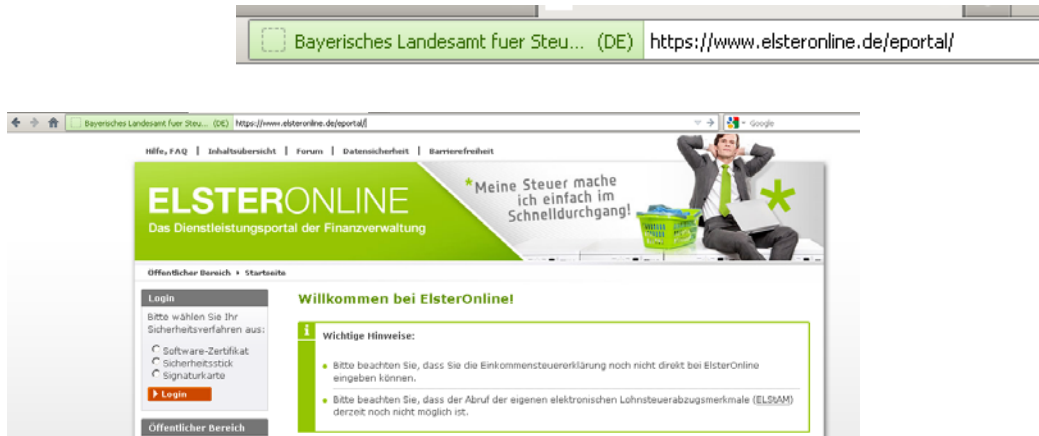 Bayerisches Landesamt fuer Steu... (DE) https://www.elsteronline.de/eportal/
Bayerisches Landesamt fuer Steu... (DE) https://www.elsteronline.de/eportal/
Google
Hilfe, FAQ | Inhaltsübersicht | Forum | Datensicherheit | Barrierefreiheit
ELSTERONLINE
Das Dienstleistungsportal der Finanzverwaltung
*Meine Steuer mache
ich einfach im
Schnelldurchgang!
Öffentlicher Bereich Startseite
Login
Bitte wählen Sie Ihr
Sicherheitsverfahren aus:
Software-Zertifikat
Sicherheitsstick
Signaturkarte
Login
Öffentlicher Bereich
Willkommen bei ElsterOnline!
i Wichtige Hinweise:
• Bitte beachten Sie, dass Sie die Einkommensteuererklärung noch nicht direkt bei ElsterOnline
eingeben können.
• Bitte beachten Sie, dass der Abruf der eigenen elektronischen Lohnsteuerabzugsmerkmale (ELStAM)
derzeit noch nicht möglich ist.